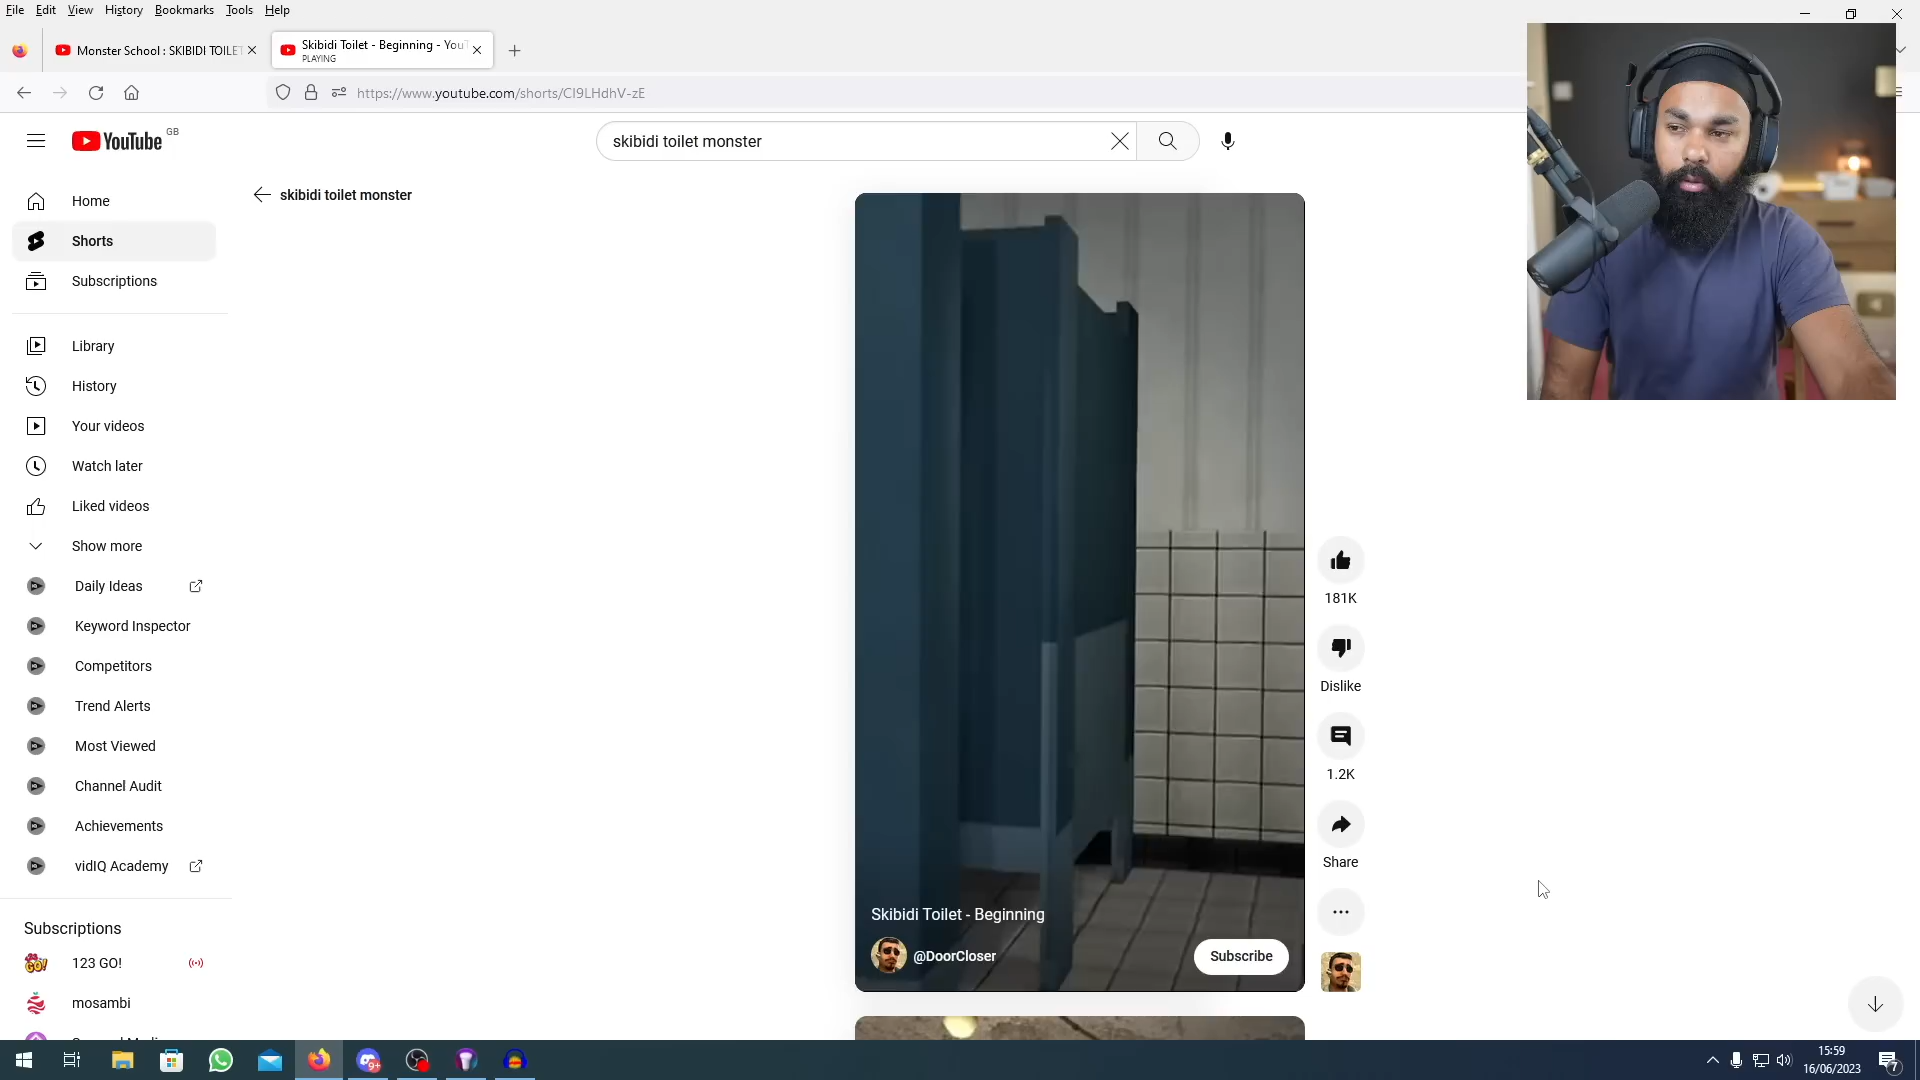 File Edit View History Bookmarks Tools Help
Monster School : SKIBIDI TOILET
Skibidi Toilet - Beginning - YouT
PLAYING
https://www.youtube.com/shorts/CI9LHdhV-zE
YouTube GB
skibidi toilet monster
skibidi toilet monster
Home
Shorts
Subscriptions
Library
History
Your videos
Watch later
Liked videos
Show more
Daily Ideas
Keyword Inspector
Competitors
Trend Alerts
Most Viewed
Channel Audit
Achievements
vidIQ Academy
Subscriptions
123 GO!
mosambi
181K
Dislike
1.2K
Share
Skibidi Toilet - Beginning
@DoorCloser
Subscribe
9+
15:59
16/06/2023
7